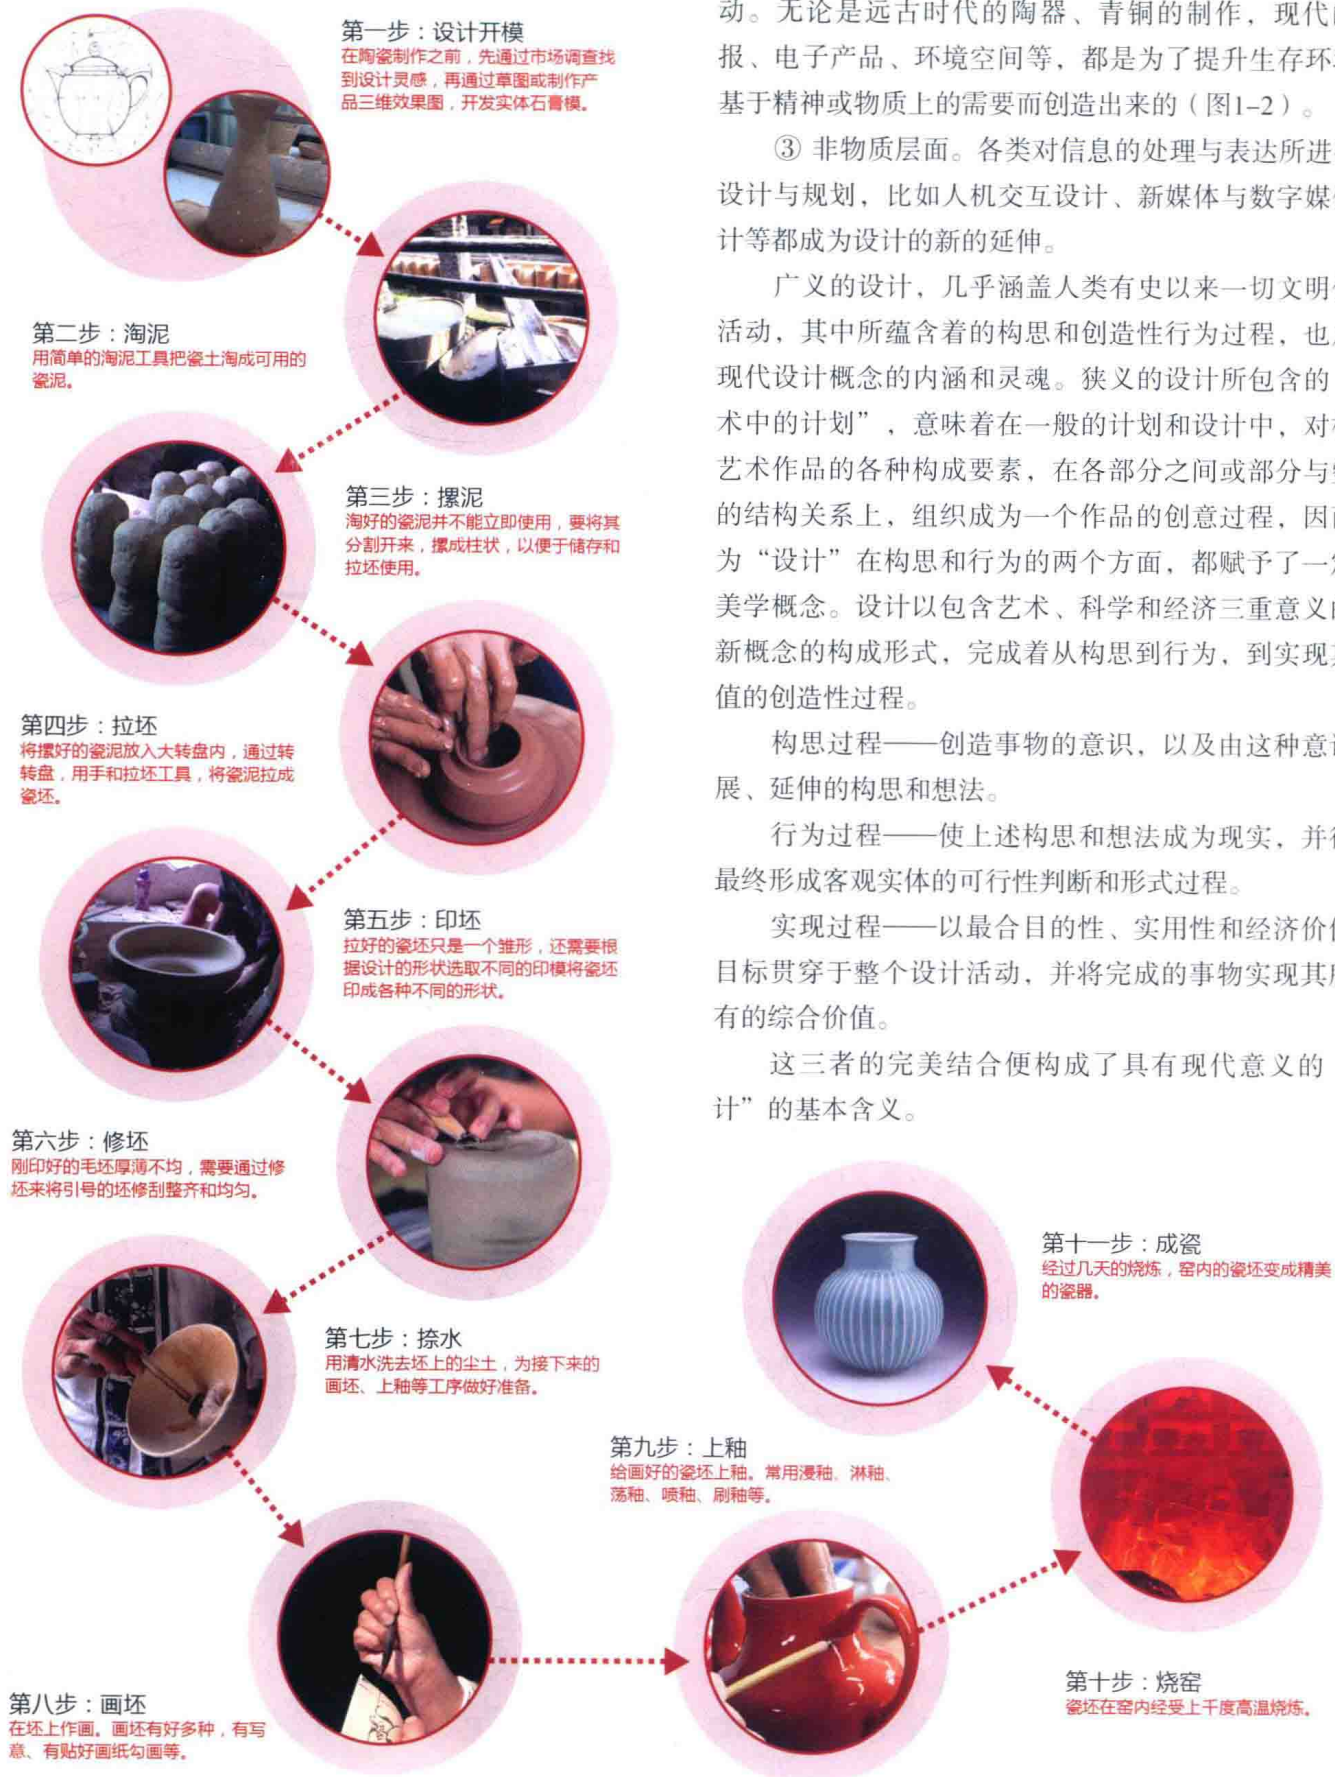 第一步：设计开模
在陶瓷制作之前，先通过市场调查找
到设计灵感，再通过草图或制作产
品三维效果图，开发实体石膏模。
第二步：淘泥
用简单的淘泥工具把瓷土淘成可用的
瓷泥。
第三步：摞泥
淘好的瓷泥并不能立即使用，要将其
分割开来，摞成柱状，以便于储存和
拉坯使用。
第四步：拉坯
将摞好的瓷泥放入大转盘内，通过转
转盘，用手和拉坯工具，将瓷泥拉成
瓷坯。
第五步：印坯
拉好的瓷坯只是一个雏形，还需要根
据设计的形状选取不同的印模将瓷坯
印成各种不同的形状。
第六步：修坯
刚印好的毛坯厚薄不均，需要通过修
坯来将引号的坯修刮整齐和均匀。
第七步：捺水
用清水洗去坯上的尘土，为接下来的
画坯、上釉等工序做好准备。
第八步：画坯
在坯上作画。画坯有好多种，有写
意、有贴好画纸勾画等。
第九步：上釉
给画好的瓷坯上釉。常用浸釉、淋釉、
荡釉、喷釉、刷釉等。
第十步：烧窑
瓷坯在窑内经受上千度高温烧炼。
第十一步：成瓷
经过几天的烧炼，窑内的瓷坯变成精美
的瓷器。
动。无论是远古时代的陶器、青铜的制作，现代
报、电子产品、环境空间等，都是为了提升生存环
基于精神或物质上的需要而创造出来的（图1-2）。
③ 非物质层面。各类对信息的处理与表达所进
设计与规划，比如人机交互设计、新媒体与数字媒
计等都成为设计的新的延伸。
广义的设计，几乎涵盖人类有史以来一切文明
活动，其中所蕴含着的构思和创造性行为过程，也
现代设计概念的内涵和灵魂。狭义的设计所包含的
术中的计划”，意味着在一般的计划和设计中，对
艺术作品的各种构成要素，在各部分之间或部分与
的结构关系上，组织成为一个作品的创意过程，因
为“设计”在构思和行为的两个方面，都赋予了一
美学概念。设计以包含艺术、科学和经济三重意义
新概念的构成形式，完成着从构思到行为，到实现
值的创造性过程。
构思过程——创造事物的意识，以及由这种意
展、延伸的构思和想法。
行为过程——使上述构思和想法成为现实，并
最终形成客观实体的可行性判断和形式过程。
实现过程——以最合目的性、实用性和经济价
目标贯穿于整个设计活动，并将完成的事物实现其
有的综合价值。
这三者的完美结合便构成了具有现代意义的
计”的基本含义。